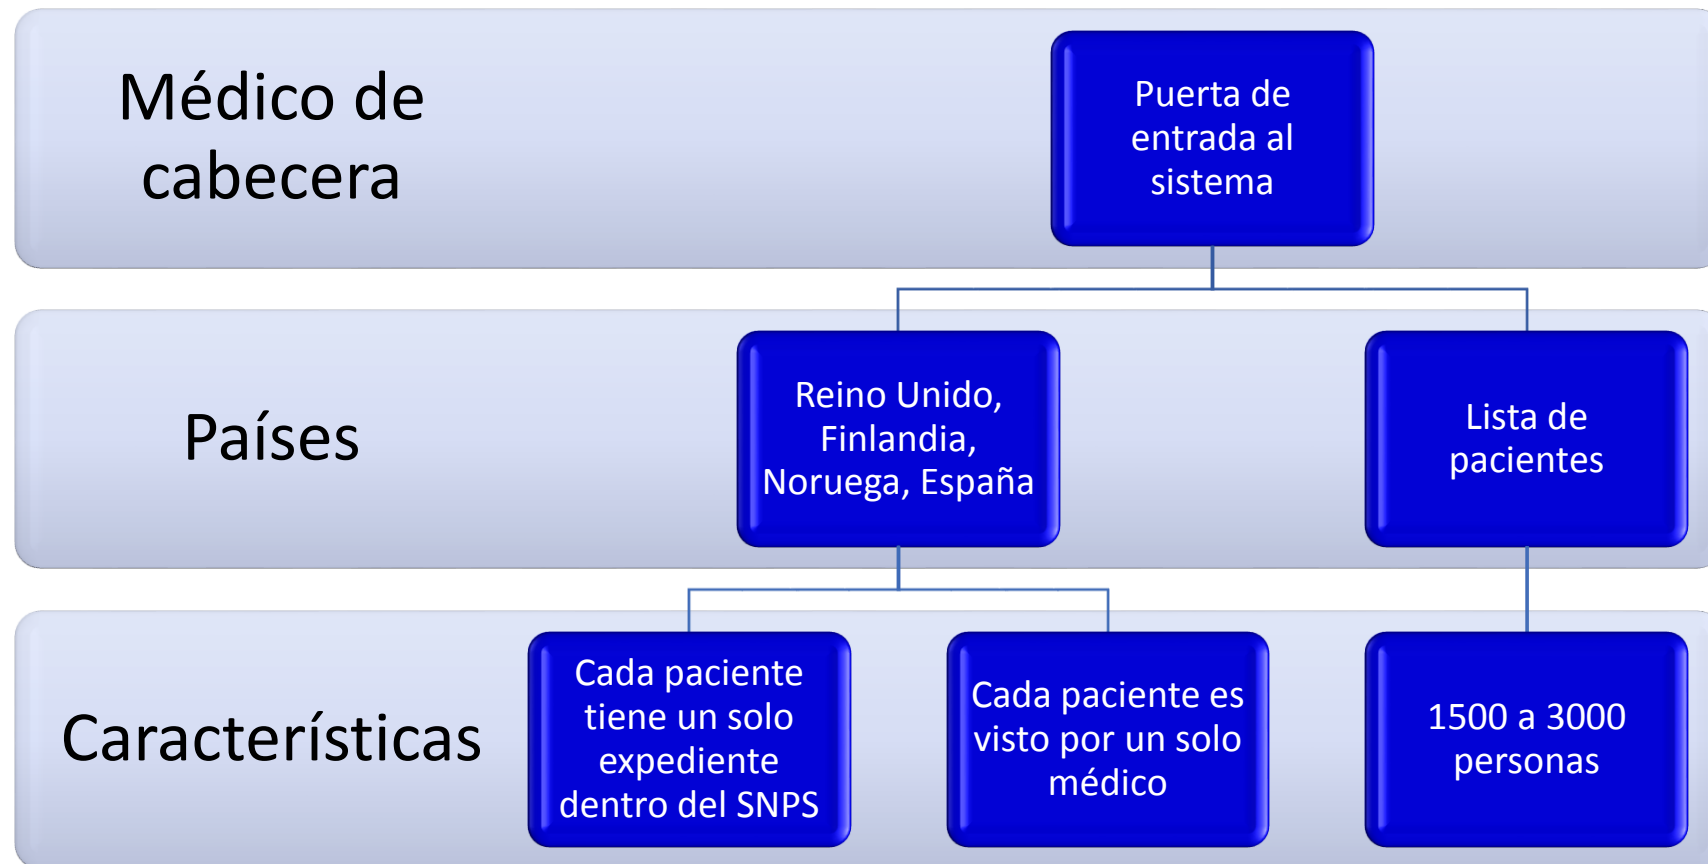 Médico de
cabecera
Puerta de
entrada al
sistema
Países
Reino Unido,
Finlandia,
Noruega, España
Lista de
pacientes
Características
Cada paciente
tiene un solo
expediente
dentro del SNPS
Cada paciente es
visto por un solo
médico
1500 a 3000
personas